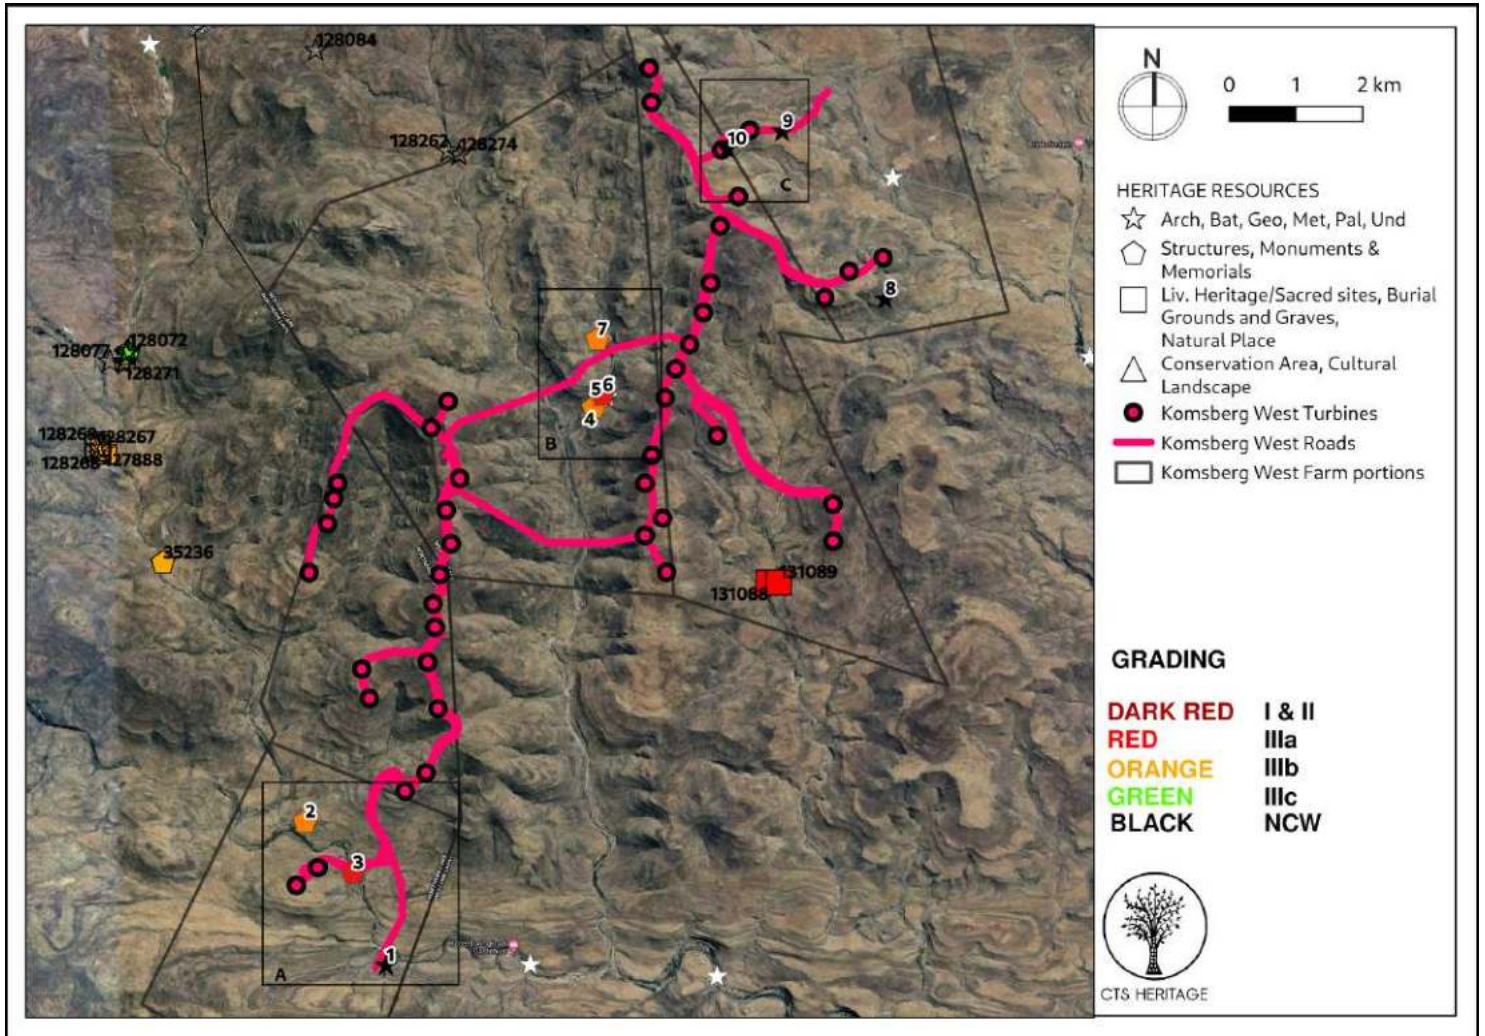 128084
128262
128274
9
10
C
8
128072
128077
128271
7
5
6
4
B
128267
127888
35236
131089
131088
2
3
1
A
N
0 1 2 km
HERITAGE RESOURCES
Arch, Bat, Geo, Met, Pal, Und
Structures, Monuments &
Memorials
Liv. Heritage/Sacred sites, Burial
Grounds and Graves,
Natural Place
Conservation Area, Cultural
Landscape
Komsberg West Turbines
Komsberg West Roads
Komsberg West Farm portions
GRADING
DARK RED I & II
RED IIIa
ORANGE IIIb
GREEN IIIc
BLACK NCW
CTS HERITAGE